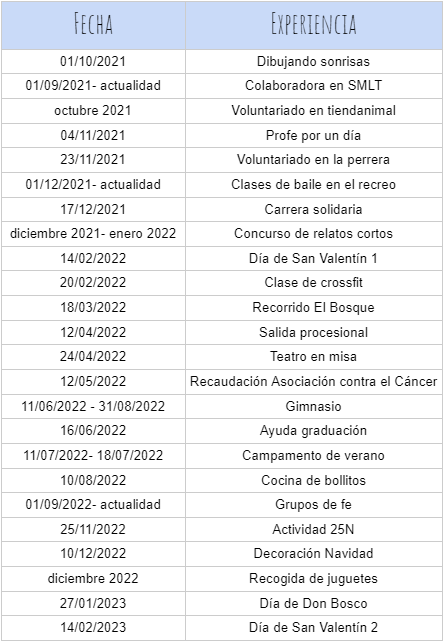 Fecha Experiencia
01/10/2021 Dibujando sonrisas
01/09/2021- actualidad Colaboradora en SMLT
octubre 2021 Voluntariado en tiendanimal
04/11/2021 Profe por un día
23/11/2021 Voluntariado en la perrera
01/12/2021- actualidad Clases de baile en el recreo
17/12/2021 Carrera solidaria
diciembre 2021- enero 2022 Concurso de relatos cortos
14/02/2022 Día de San Valentín 1
20/02/2022 Clase de crossfit
18/03/2022 Recorrido El Bosque
12/04/2022 Salida procesional
24/04/2022 Teatro en misa
12/05/2022 Recaudación Asociación contra el Cáncer
11/06/2022 - 31/08/2022 Gimnasio
16/06/2022 Ayuda graduación
11/07/2022- 18/07/2022 Campamento de verano
10/08/2022 Cocina de bollitos
01/09/2022- actualidad Grupos de fe
25/11/2022 Actividad 25N
10/12/2022 Decoración Navidad
diciembre 2022 Recogida de juguetes
27/01/2023 Día de Don Bosco
14/02/2023 Día de San Valentín 2